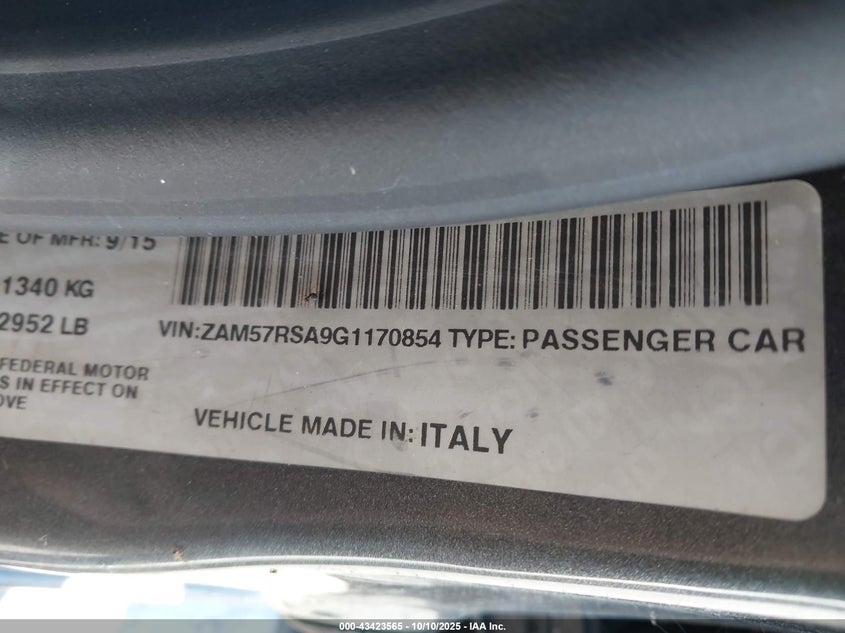 E OF MFR: 9/15
1340 KG
2952 LB
VIN:ZAM57RSA9G1170854 TYPE: PASSENGER CAR
FEDERAL MOTOR
S IN EFFECT ON
OVE
VEHICLE MADE IN: ITALY
000-43423565 - 10/10/2025 - IAA Inc.